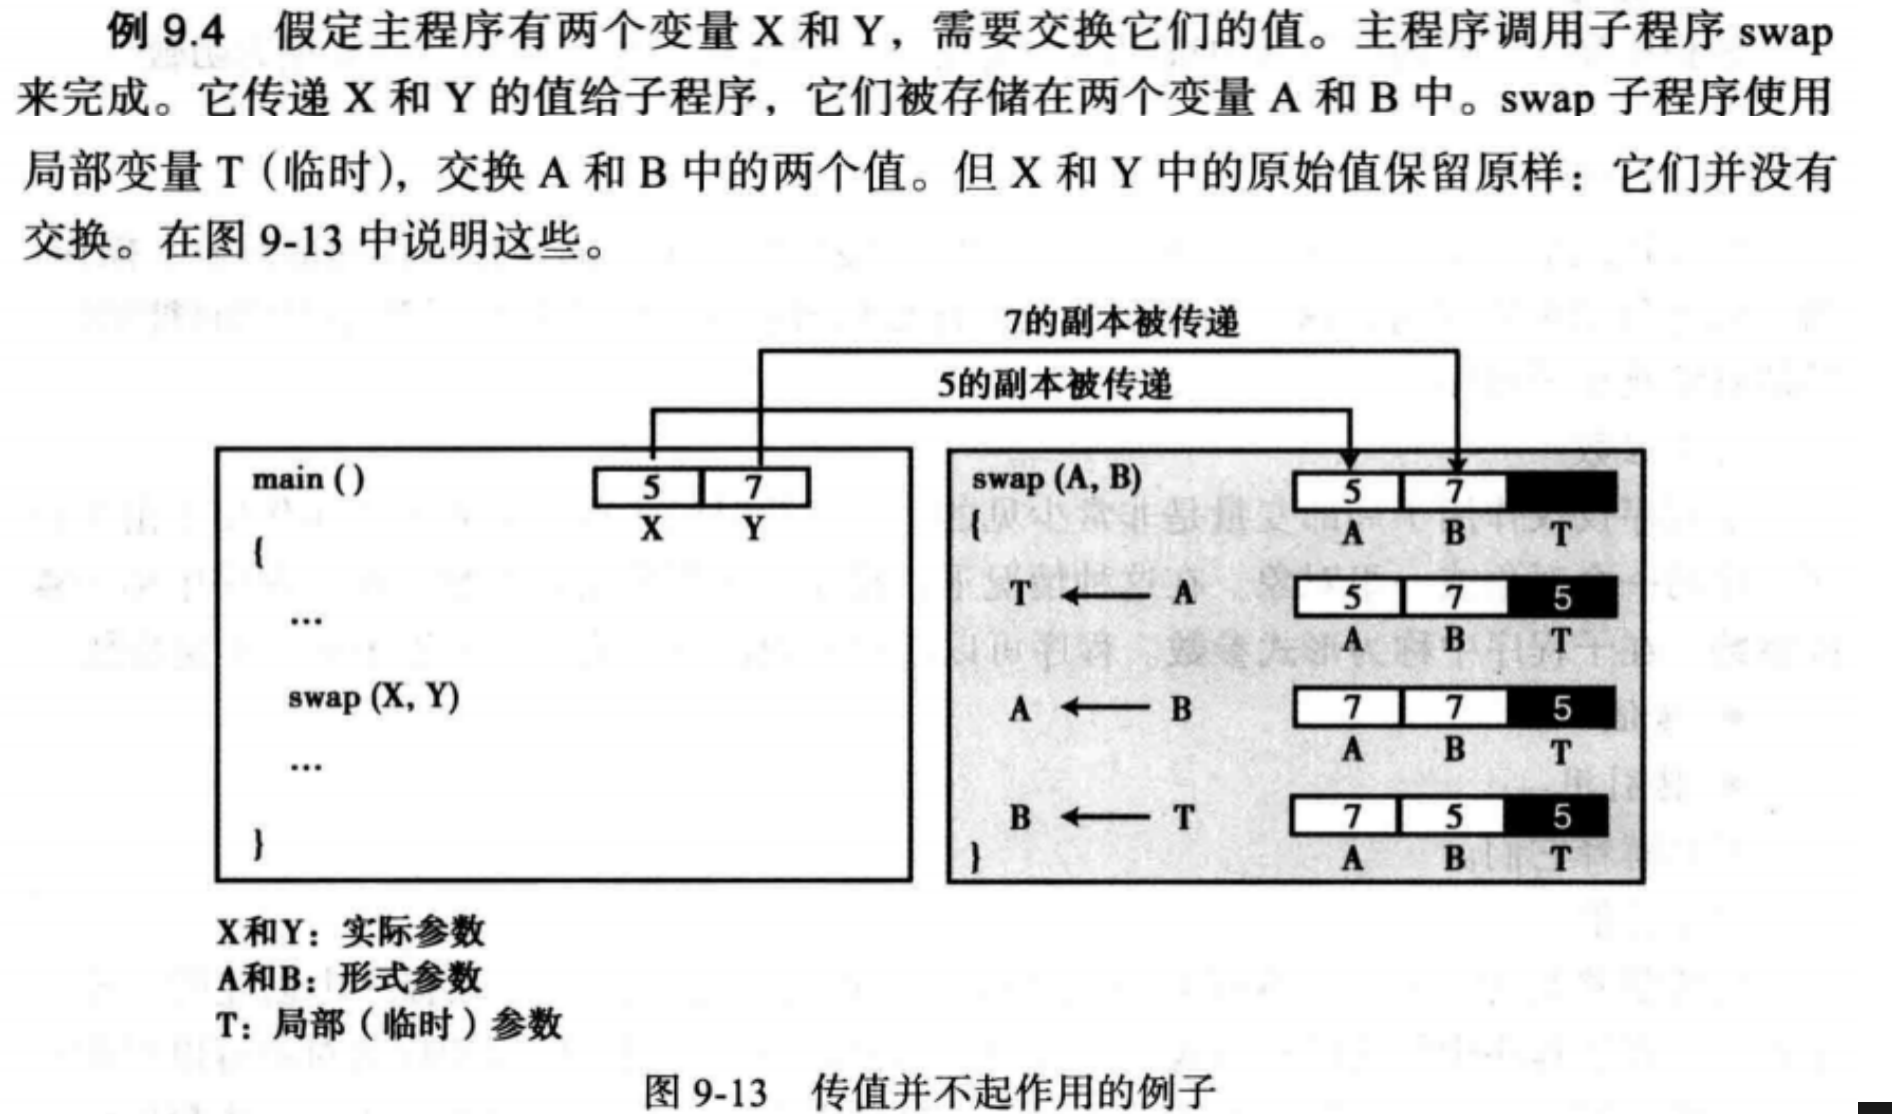 例 9.4 假定主程序有两个变量 X 和 Y，需要交换它们的值。主程序调用子程序 swap
来完成。它传递 X 和 Y 的值给子程序，它们被存储在两个变量 A 和 B 中。swap 子程序使用
局部变量 T（临时），交换 A 和 B 中的两个值。但 X 和 Y 中的原始值保留原样：它们并没有
交换。在图 9-13 中说明这些。
7的副本被传递
5的副本被传递
main ( )
5 7
X Y
{
...
swap (X, Y)
...
}
swap (A, B)
5 7
A B T
{
T ← A
5 7 5
A B T
A ← B
7 7 5
A B T
B ← T
7 5 5
A B T
}
X和Y：实际参数
A和B：形式参数
T：局部（临时）参数
图 9-13 传值并不起作用的例子